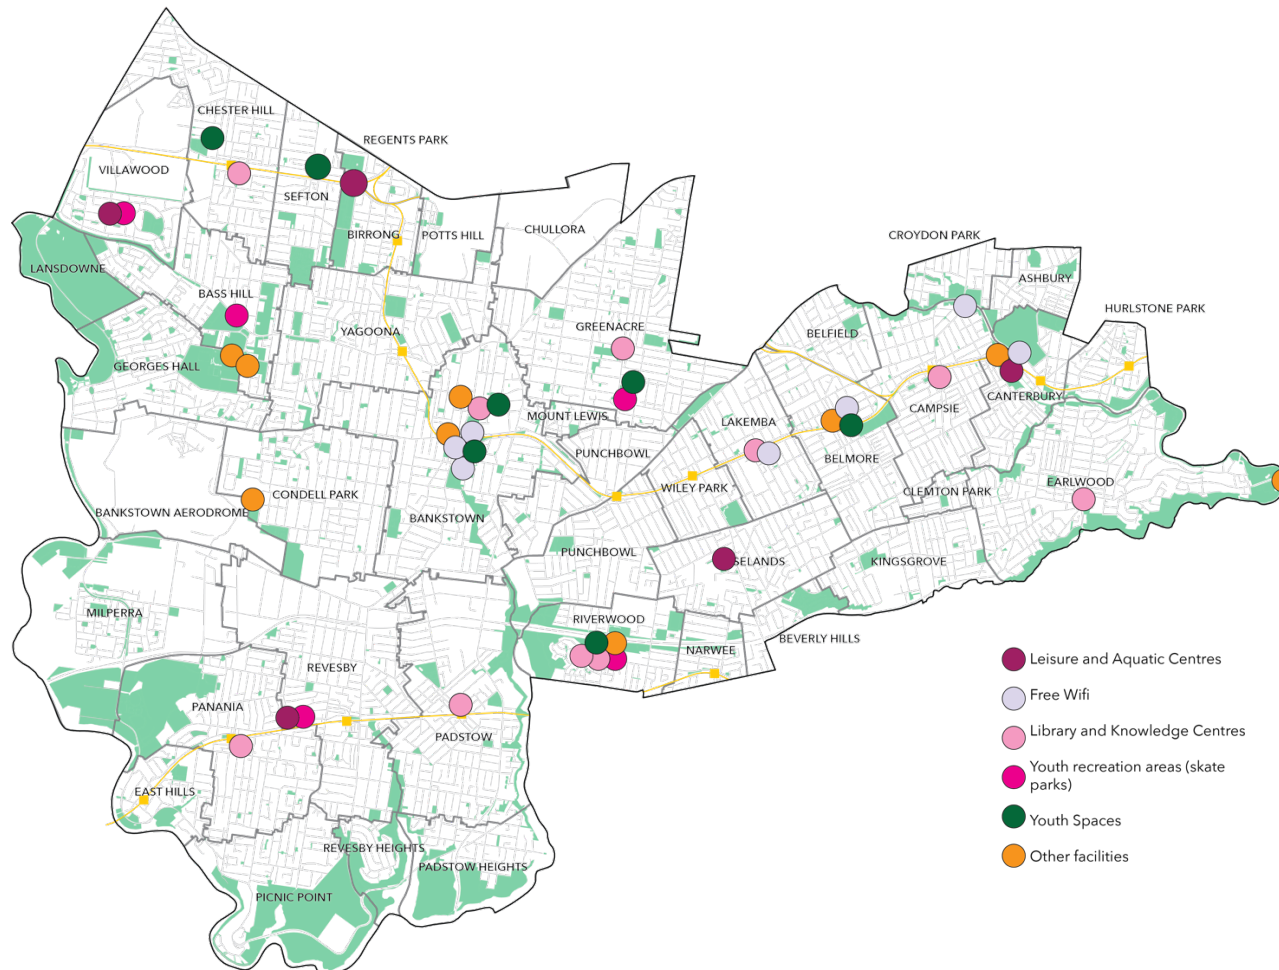 CHESTER HILL
REGENTS PARK
VILLAWOOD
SEFTON
BIRRONG
POTTS HILL
CHULLORA
CROYDON PARK
LANSDOWNE
ASHBURY
BASS HILL
HURLSTONE PARK
YAGOONA
GREENACRE
BELFIELD
GEORGES HALL
CANTERBURY
CAMPSIE
MOUNT LEWIS
LAKEMBA
PUNCHBOWL
BELMORE
WILEY PARK
EARLWOOD
CONDELL PARK
CLEMTON PARK
BANKSTOWN AERODROME
BANKSTOWN
PUNCHBOWL
SELANDS
KINGSGROVE
MILPERRA
RIVERWOOD
BEVERLY HILLS
NARWEE
REVESBY
PANANIA
PADSTOW
EAST HILLS
REVESBY HEIGHTS
PADSTOW HEIGHTS
PICNIC POINT
Leisure and Aquatic Centres
Free Wifi
Library and Knowledge Centres
Youth recreation areas (skate
parks)
Youth Spaces
Other facilities